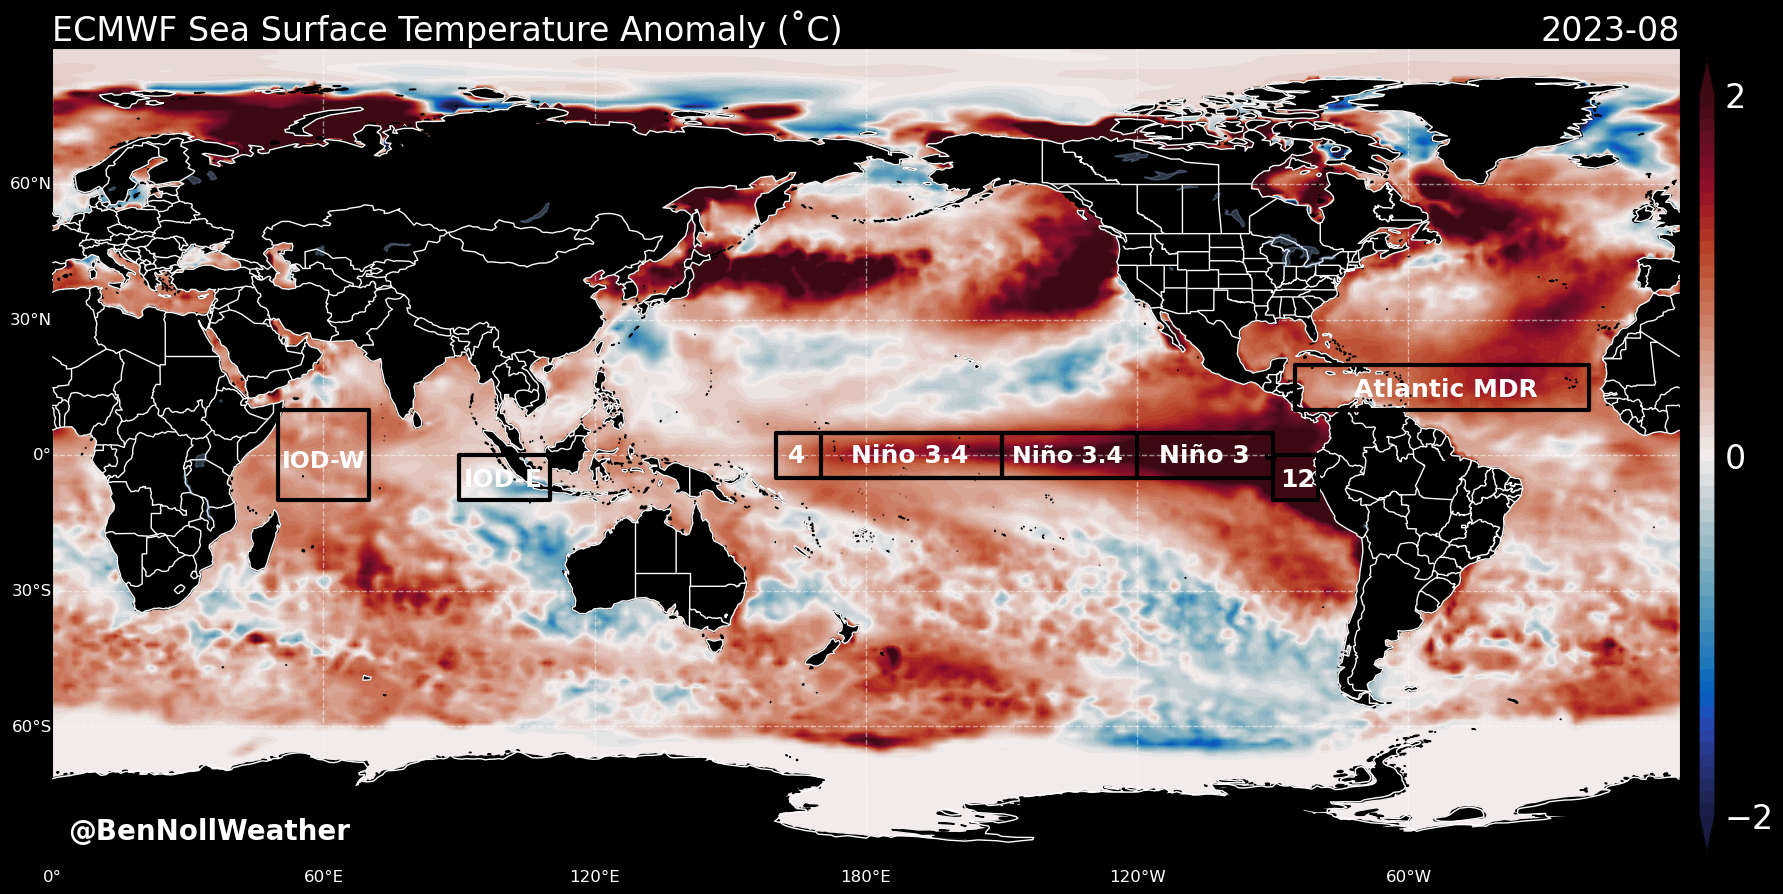 ECMWF Sea Surface Temperature Anomaly (˚C)
2023-08
2
60°N
30°N
Atlantic MDR
0°
IOD-W
IOD-E
4
Niño 3.4
Niño 3.4
Niño 3
12
0
30°S
60°S
−2
@BenNollWeather
0°
60°E
120°E
180°E
120°W
60°W